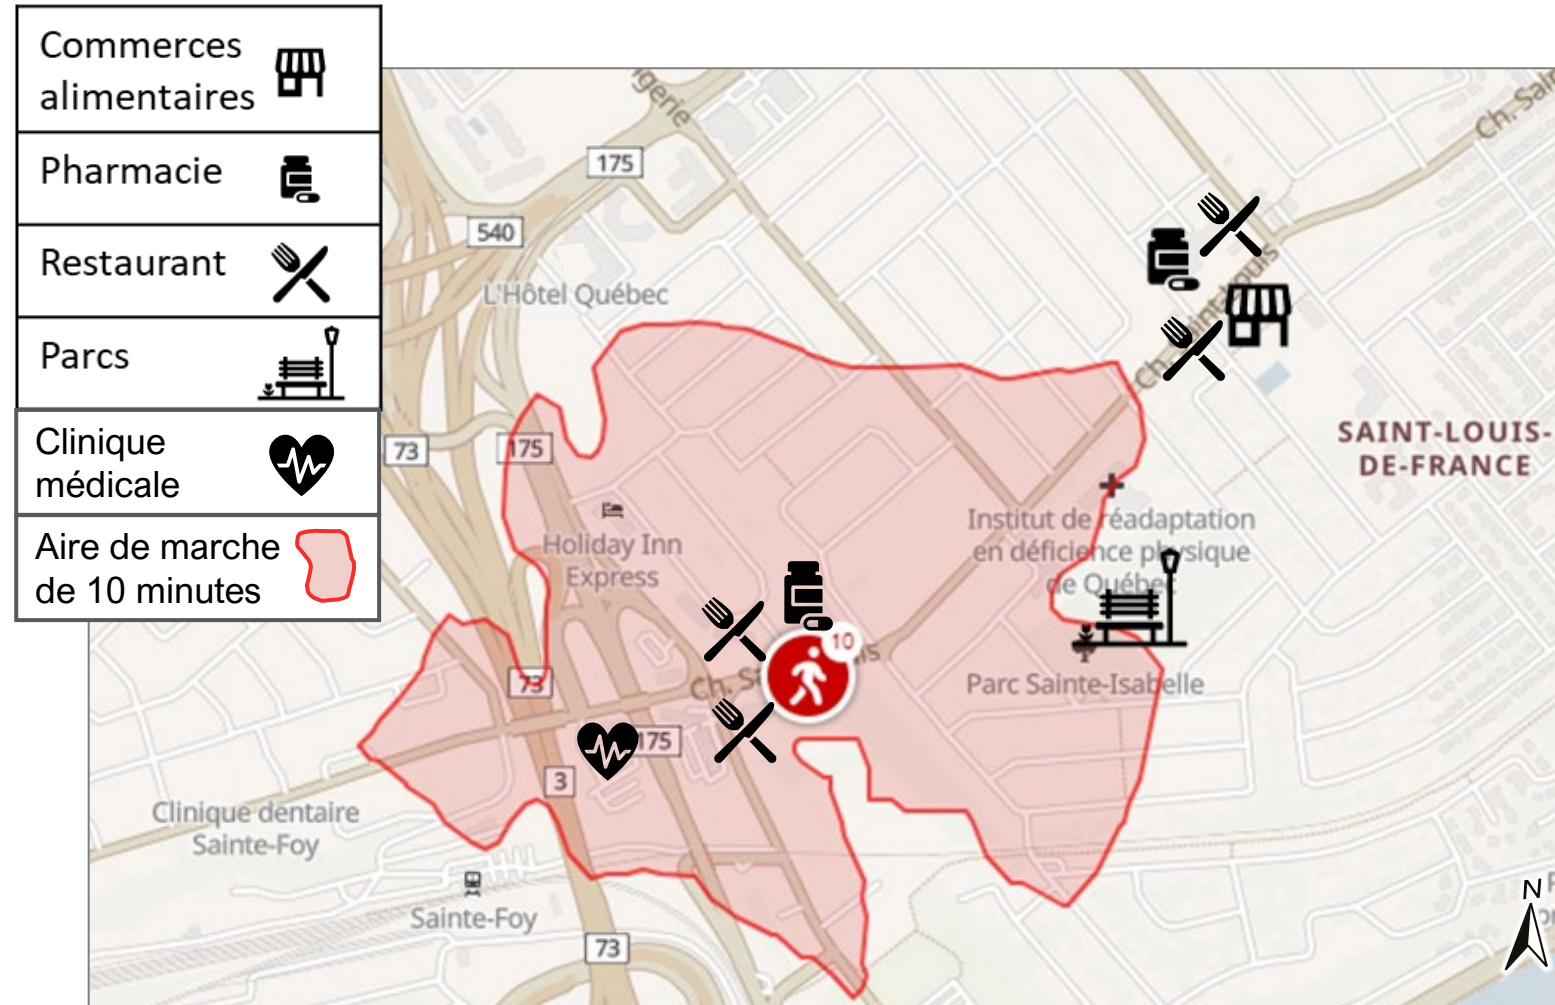 Commerces
alimentaires
Pharmacie
Restaurant
Parcs
Clinique
médicale
Aire de marche
de 10 minutes
175
540
L'Hôtel Québec
73
175
Holiday Inn
Express
SAINT-LOUIS-
DE-FRANCE
Institut de réadaptation
en déficience physique
de Québec
10
73
Parc Sainte-Isabelle
175
3
Clinique dentaire
Sainte-Foy
Sainte-Foy
73
N